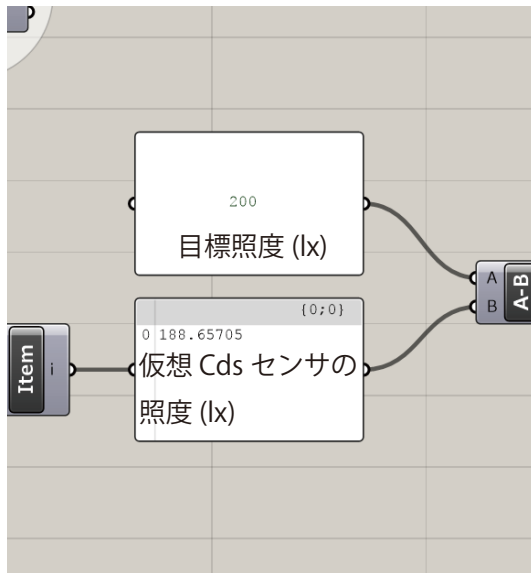 200
目標照度 (lx)
{0;0}
0 188.65705
仮想 Cds センサの
照度 (lx)
Item
i
A
B
A-B